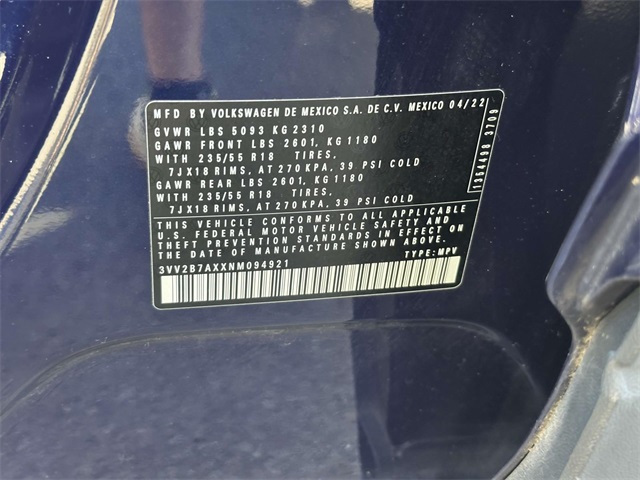 MFD BY VOLKSWAGEN DE MEXICO S.A. DE C.V. MEXICO 04/22
GVWR LBS 5093 KG 2310
GAWR FRONT LBS 2601, KG 1180
WITH 235/55 R18 TIRES,
7JX18 RIMS, AT 270 KPA, 39 PSI COLD
GAWR REAR LBS 2601, KG 1180
WITH 235/55 R18 TIRES,
7JX18 RIMS, AT 270 KPA, 39 PSI COLD
THIS VEHICLE CONFORMS TO ALL APPLICABLE
U.S. FEDERAL MOTOR VEHICLE SAFETY AND
THEFT PREVENTION STANDARDS IN EFFECT ON
THE DATE OF MANUFACTURE SHOWN ABOVE.
3VV2B7AXXNM094921 TYPE: MPV
1354498 3709